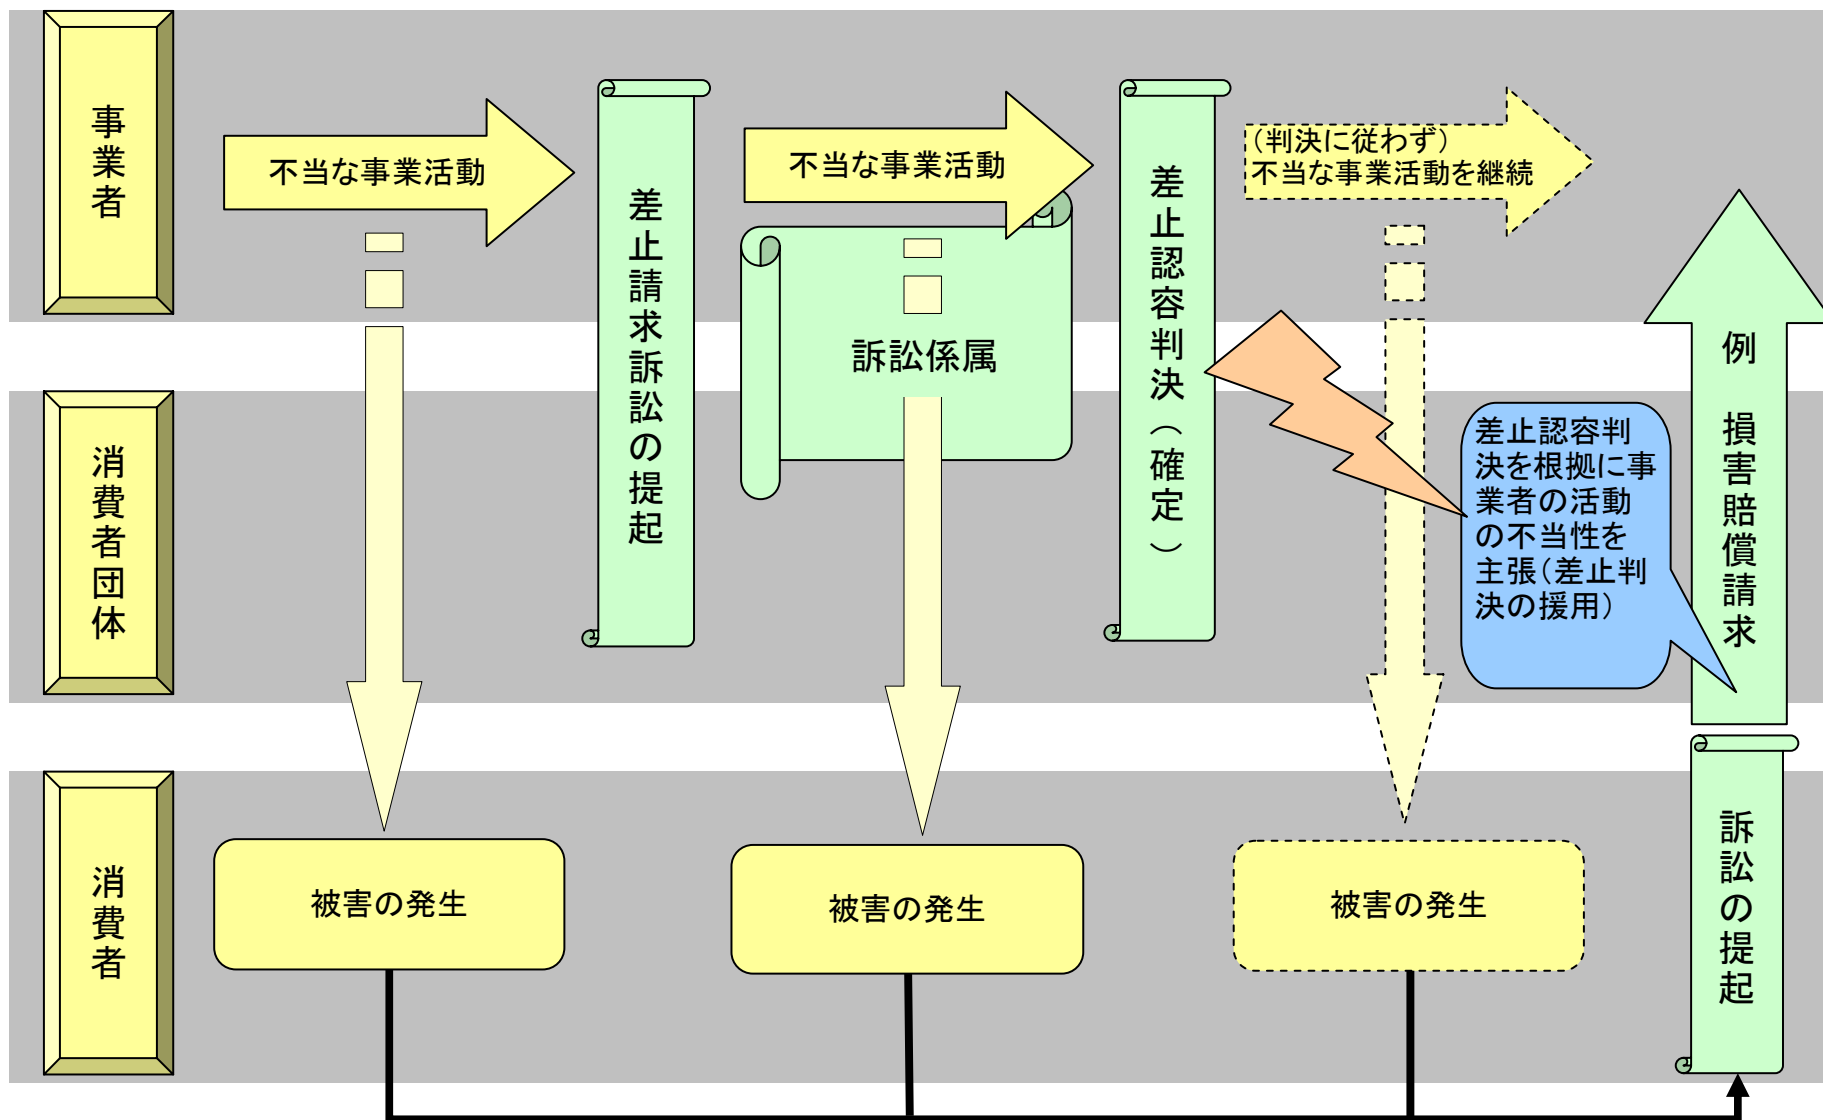 事業者
不当な事業活動
差止請求訴訟の提起
不当な事業活動
訴訟係属
差止認容判決（確定）
（判決に従わず）
不当な事業活動を継続
消費者団体
差止認容判
決を根拠に事
業者の活動
の不当性を
主張（差止判
決の援用）
例　損害賠償請求
消費者
被害の発生
被害の発生
被害の発生
訴訟の提起